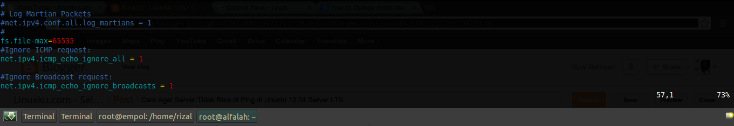 #
# Log Martian Packets
#net.ipv4.conf.all.log_martians = 1
#
fs.file-max=65535
#Ignore ICMP request:
net.ipv4.icmp_echo_ignore_all = 1
#Ignore Broadcast request:
net.ipv4.icmp_echo_ignore_broadcasts = 1
57,1 73%
Terminal Terminal root@empol: /home/rizal root@alfalah: ~